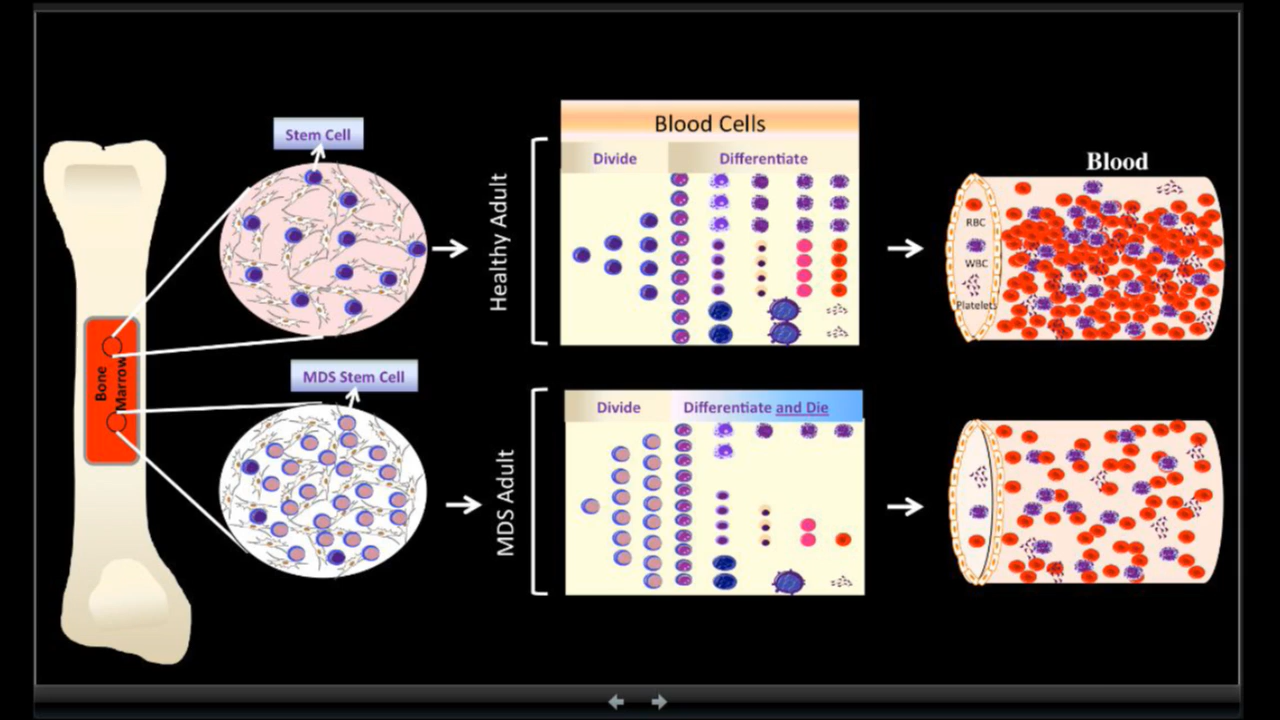 Stem Cell
Blood Cells
Divide
Differentiate
Healthy Adult
Blood
RBC
WBC
Platelets
Bone
Marrow
MDS Stem Cell
Divide
Differentiate and Die
MDS Adult